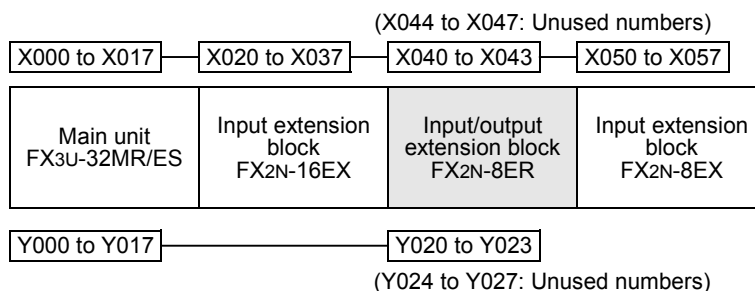 (X044 to X047: Unused numbers)
X000 to X017 X020 to X037 X040 to X043 X050 to X057
Main unit
FX3U-32MR/ES
Input extension
block
FX2N-16EX
Input/output
extension block
FX2N-8ER
Input extension
block
FX2N-8EX
Y000 to Y017 Y020 to Y023
(Y024 to Y027: Unused numbers)